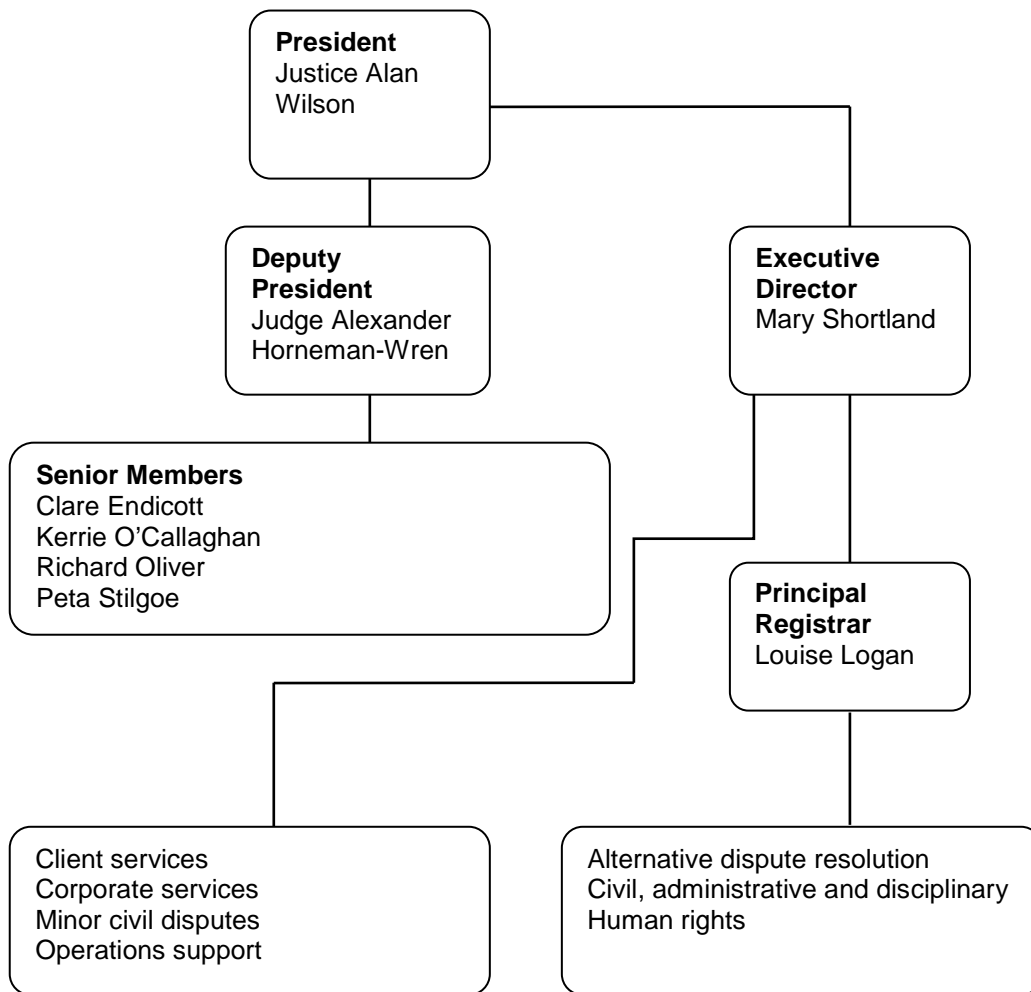 President
Justice Alan
Wilson
Deputy
President
Judge Alexander
Horneman-Wren
Executive
Director
Mary Shortland
Senior Members
Clare Endicott
Kerrie O’Callaghan
Richard Oliver
Peta Stilgoe
Principal
Registrar
Louise Logan
Client services
Corporate services
Minor civil disputes
Operations support
Alternative dispute resolution
Civil, administrative and disciplinary
Human rights